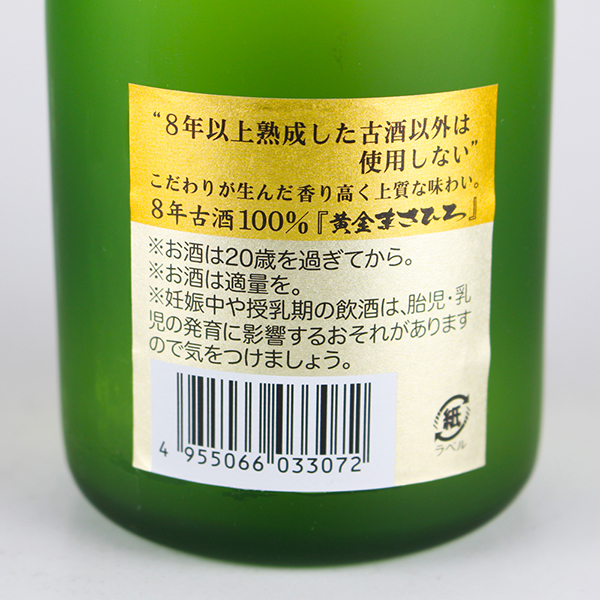 “8年以上熟成した古酒以外は
使用しない”
こだわりが生んだ香り高く上質な味わい。
8年古酒100%『黄金まさひろ』
※お酒は20歳を過ぎてから。
※お酒は適量を。
※妊娠中や授乳期の飲酒は、胎児・乳
児の発育に影響するおそれがあります
ので気をつけましょう。
4 955066 033072
紙
ラベル